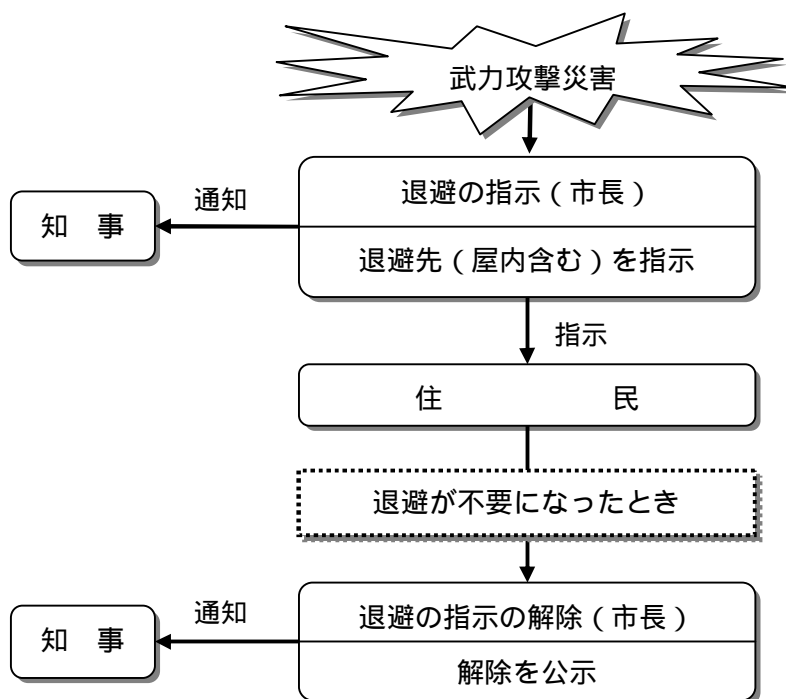 武力攻撃災害
退避の指示（市長）
通知
知　事
退避先（屋内含む）を指示
指示
住　　　　民
退避が不要になったとき
退避の指示の解除（市長）
通知
知　事
解除を公示